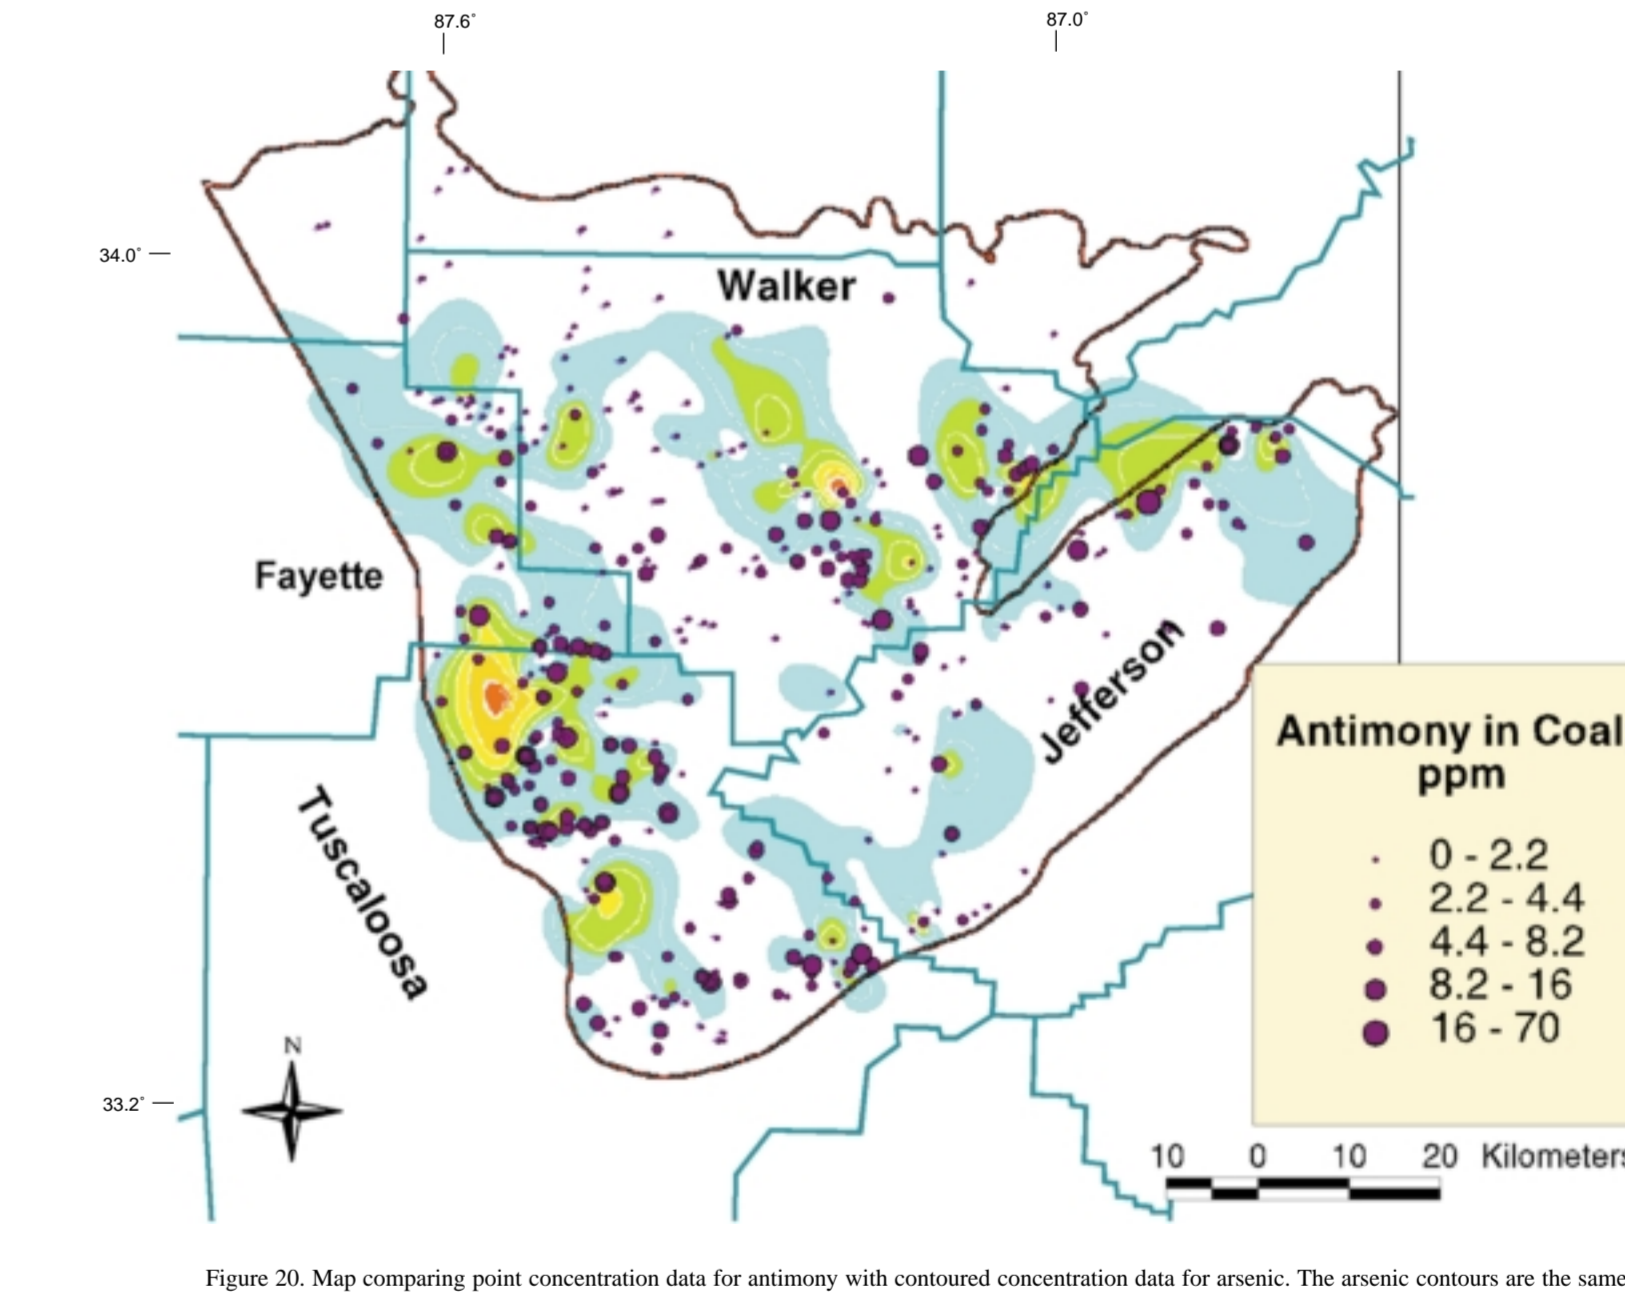 87.6°
87.0°
34.0°
Walker
Fayette
Jefferson
Tuscaloosa
Antimony in Coal
ppm
0 - 2.2
2.2 - 4.4
4.4 - 8.2
8.2 - 16
16 - 70
N
33.2°
10 0 10 20 Kilometers
Figure 20. Map comparing point concentration data for antimony with contoured concentration data for arsenic. The arsenic contours are the same